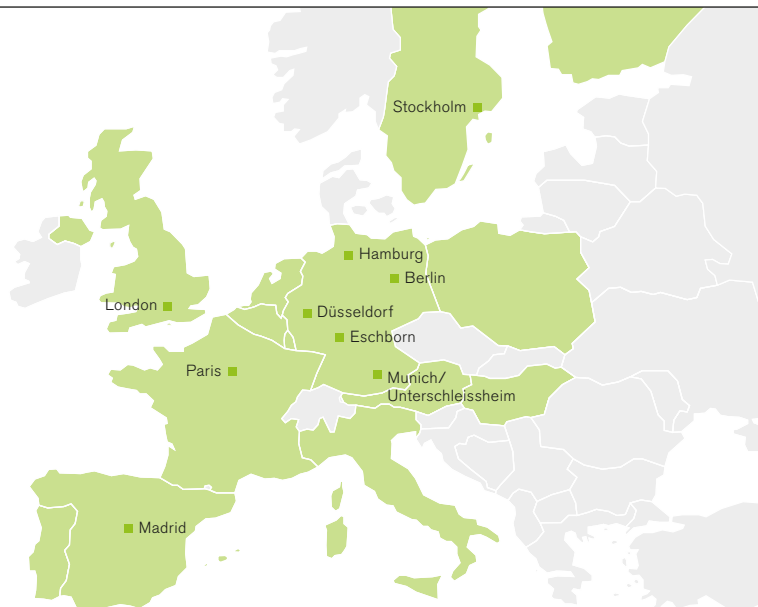 Stockholm
Hamburg
Berlin
London
Düsseldorf
Eschborn
Paris
Munich/
Unterschleissheim
Madrid